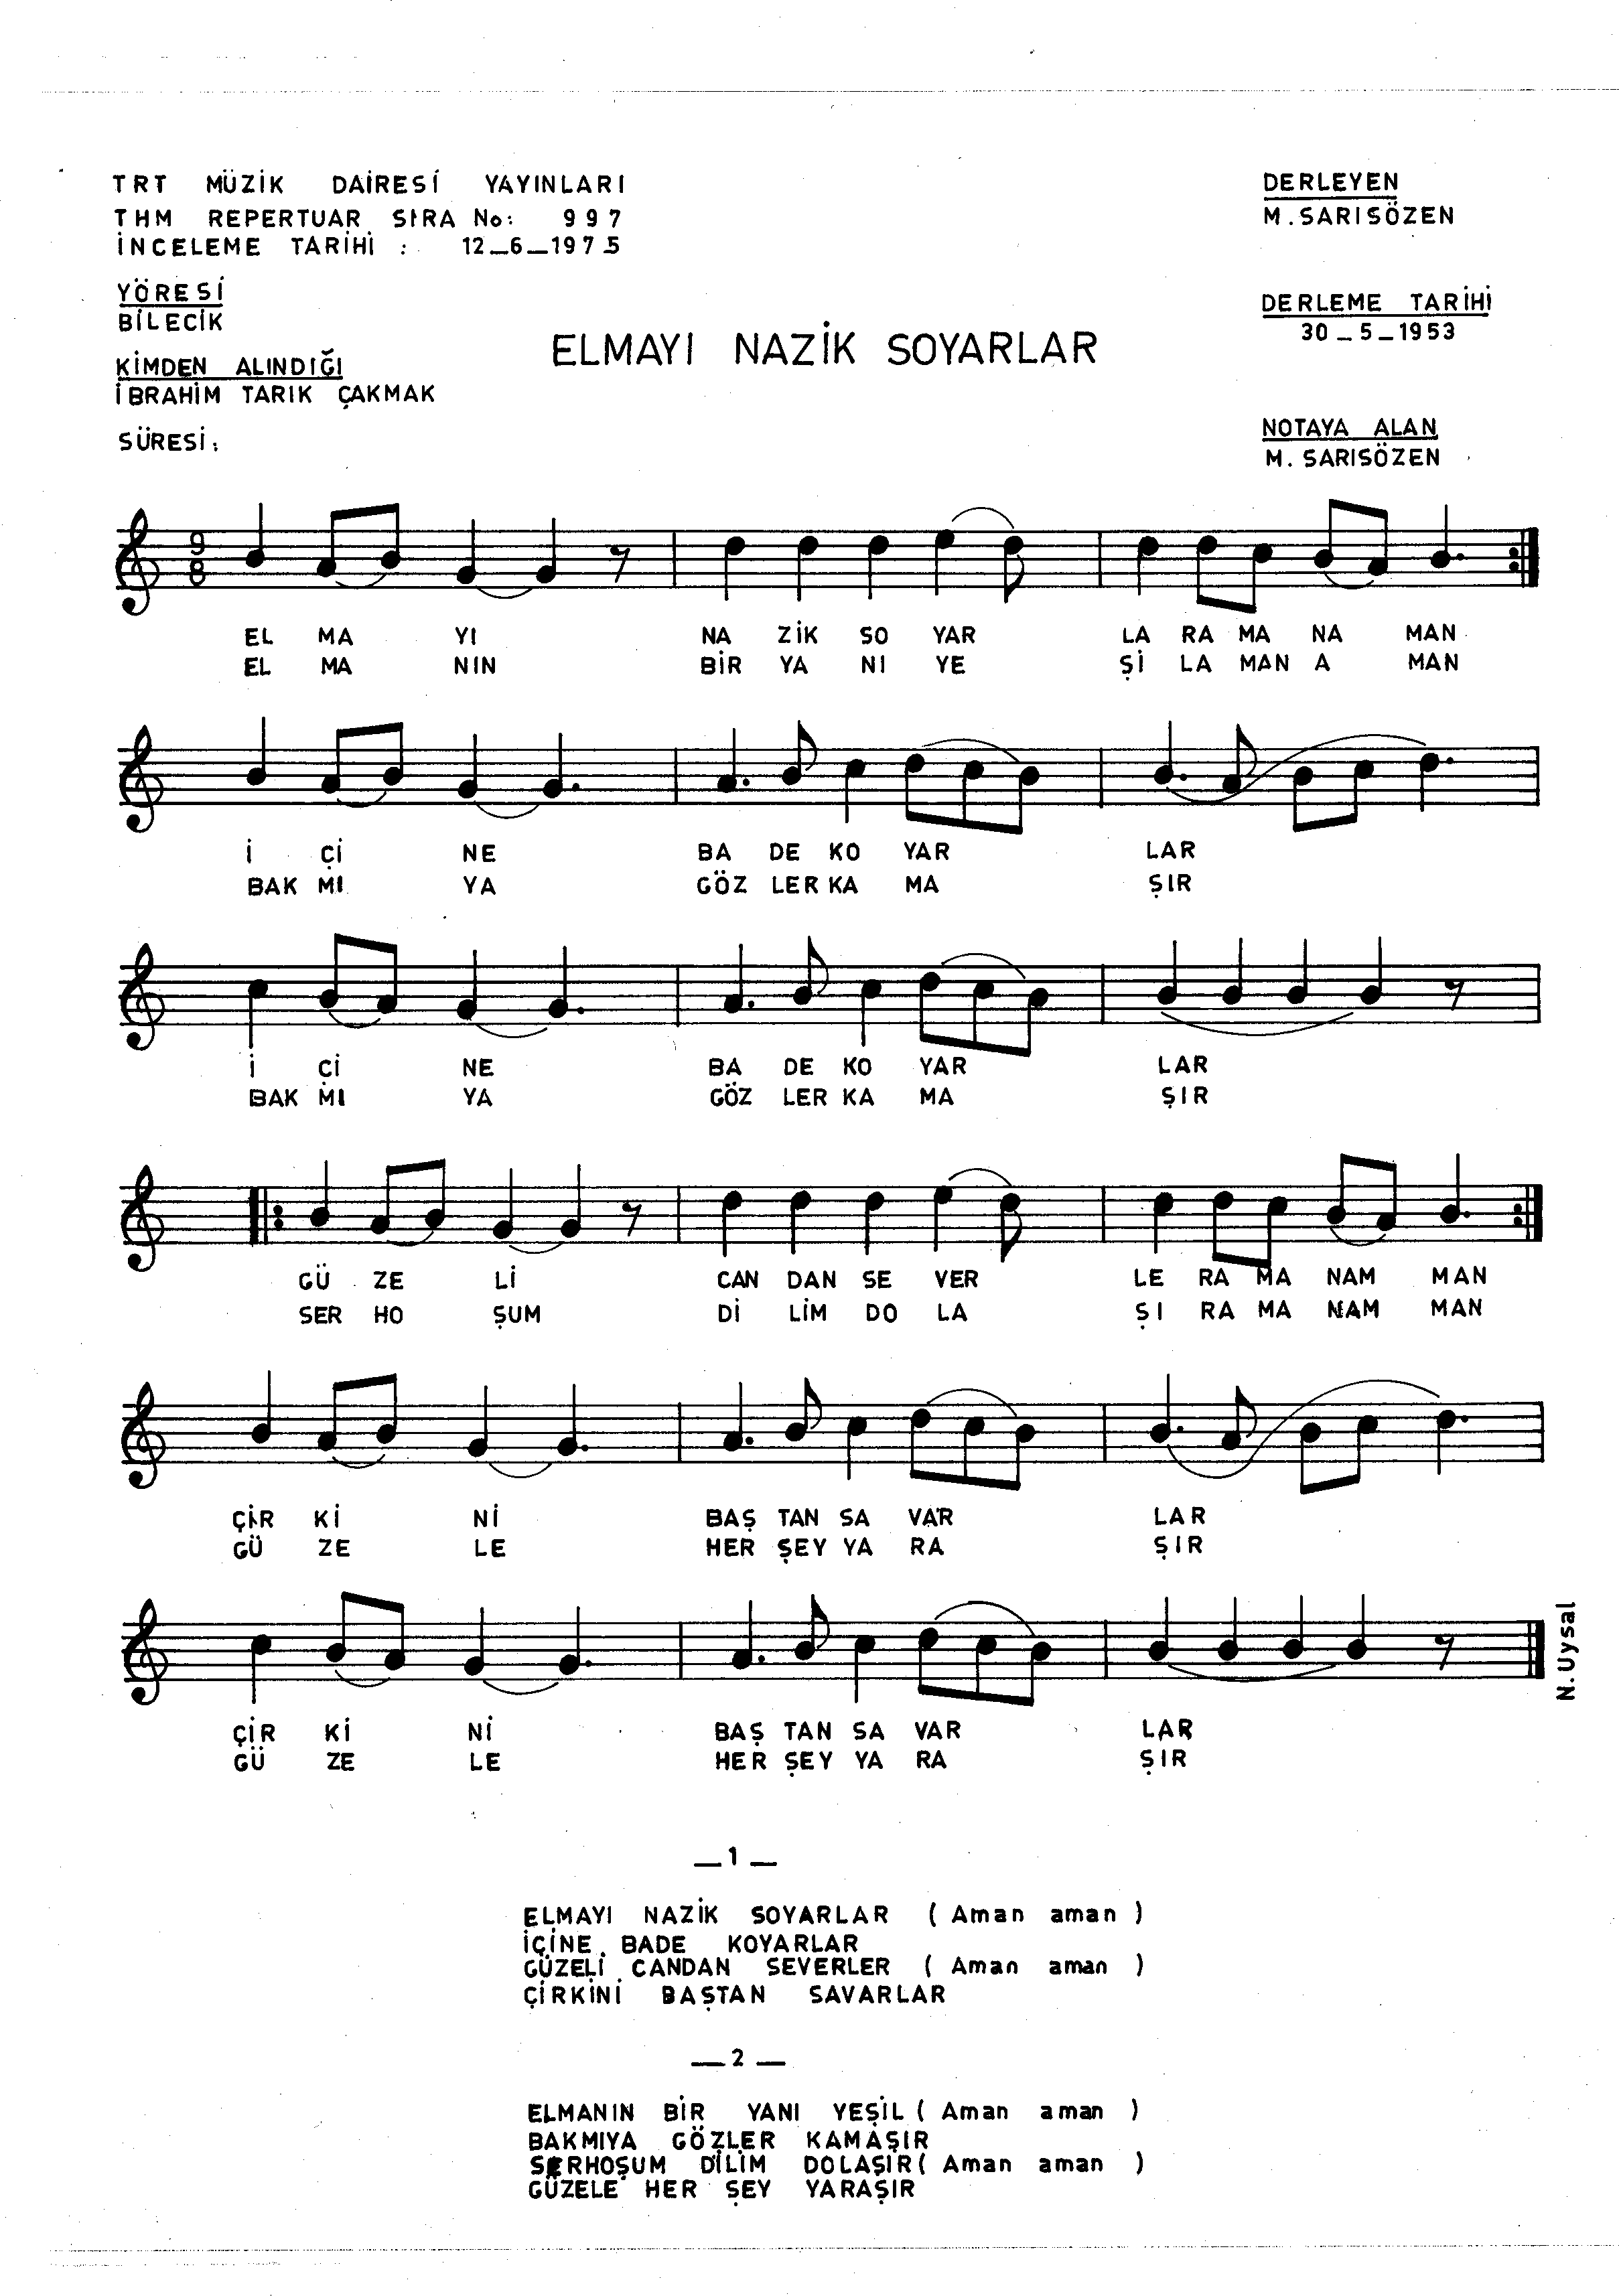 TRT MÜZİK DAİRESİ YAYINLARI
THM REPERTUAR SIRA No: 997
İNCELEME TARİHİ : 12_6_1975
DERLEYEN
M.SARISÖZEN
YÖRESİ
BİLECİK
DERLEME TARİHİ
30_5_1953
ELMAYI NAZİK SOYARLAR
KİMDEN ALINDIĞI
İBRAHİM TARIK ÇAKMAK
SÜRESİ:
NOTAYA ALAN
M. SARISÖZEN
9
8
EL MA YI NA ZİK SO YAR LA RA MA NA MAN
EL MA NIN BİR YA NI YE Şİ LA MAN A MAN
İ Çİ NE BA DE KO YAR LAR
BAK MI YA GÖZ LER KA MA ŞIR
İ Çİ NE BA DE KO YAR LAR
BAK MI YA GÖZ LER KA MA ŞIR
GÜ ZE Lİ CAN DAN SE VER LE RA MA NAM MAN
SER HO ŞUM Dİ LİM DO LA ŞI RA MA NAM MAN
ÇİR Kİ Nİ BAŞ TAN SA VAR LAR
GÜ ZE LE HER ŞEY YA RA ŞIR
ÇİR Kİ Nİ BAŞ TAN SA VAR LAR
GÜ ZE LE HER ŞEY YA RA ŞIR
N. Uysal
_1_
ELMAYI NAZİK SOYARLAR ( Aman aman )
İÇİNE BADE KOYARLAR
GÜZELİ CANDAN SEVERLER ( Aman aman )
ÇİRKİNİ BAŞTAN SAVARLAR
_2_
ELMANIN BİR YANI YEŞİL ( Aman aman )
BAKMIYA GÖZLER KAMAŞIR
SERHOŞUM DİLİM DOLAŞIR ( Aman aman )
GÜZELE HER ŞEY YARAŞIR